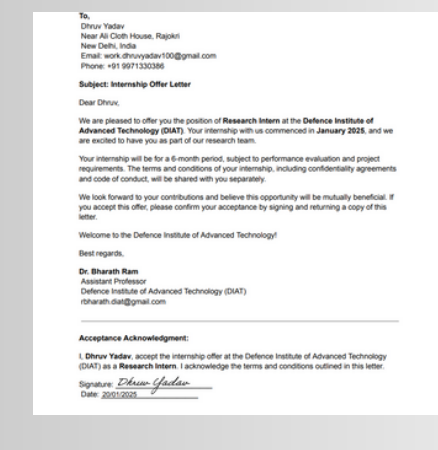 To,
Dhruv Yadav
Near Ali Cloth House, Rajokri
New Delhi, India
Email: work.dhruvyadav100@gmail.com
Phone: +91 9971330386
Subject: Internship Offer Letter
Dear Dhruv,
We are pleased to offer you the position of Research Intern at the Defence Institute of
Advanced Technology (DIAT). Your internship with us commenced in January 2025, and we
are excited to have you as part of our research team.
Your internship will be for a 6-month period, subject to performance evaluation and project
requirements. The terms and conditions of your internship, including confidentiality agreements
and code of conduct, will be shared with you separately.
We look forward to your contributions and believe this opportunity will be mutually beneficial. If
you accept this offer, please confirm your acceptance by signing and returning a copy of this
letter.
Welcome to the Defence Institute of Advanced Technology!
Best regards,
Dr. Bharath Ram
Assistant Professor
Defence Institute of Advanced Technology (DIAT)
rbharath.diat@gmail.com
Acceptance Acknowledgment:
I, Dhruv Yadav, accept the internship offer at the Defence Institute of Advanced Technology
(DIAT) as a Research Intern. I acknowledge the terms and conditions outlined in this letter.
Signature: Dhruv Yadav
Date: 20/01/2025